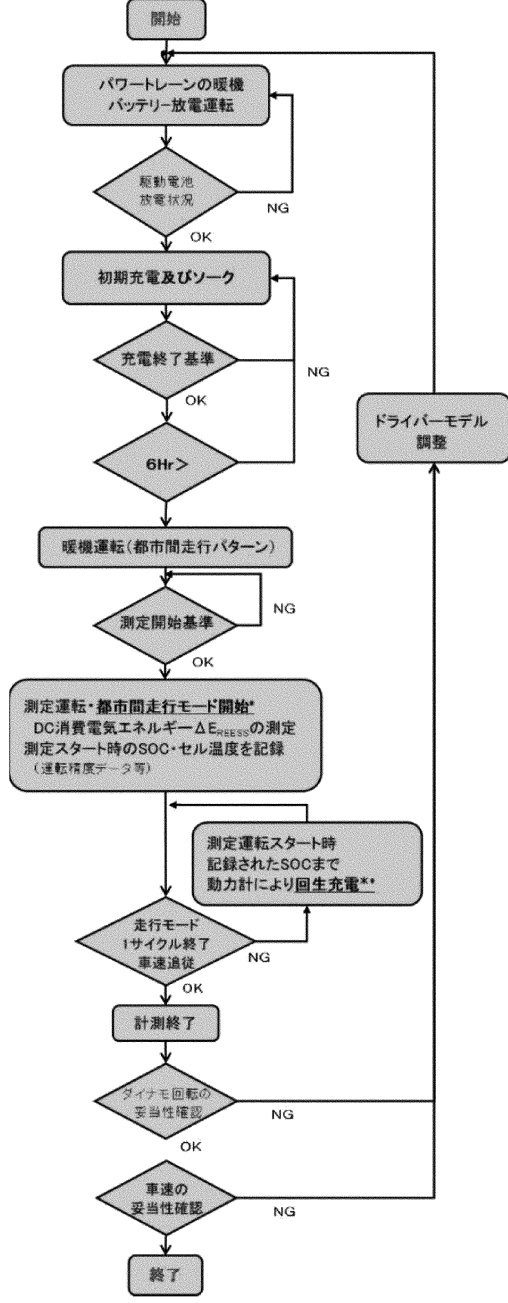 開始
パワートレーンの暖機
バッテリー放電運転
駆動電池
放電状況
NG
OK
初期充電及びソーク
充電終了基準
NG
OK
6Hr>
ドライバーモデル
調整
暖機運転(都市間走行パターン)
NG
測定開始基準
OK
測定運転・都市間走行モード開始*
DC消費電気エネルギーΔE_REESSの測定
測定スタート時のSOC・セル温度を記録
(運転精度データ等)
測定運転スタート時
記録されたSOCまで
動力計により回生充電**
走行モード
1サイクル終了
車速追従
NG
OK
計測終了
ダイナモ回転の
妥当性確認
NG
OK
車速の
妥当性確認
NG
終了